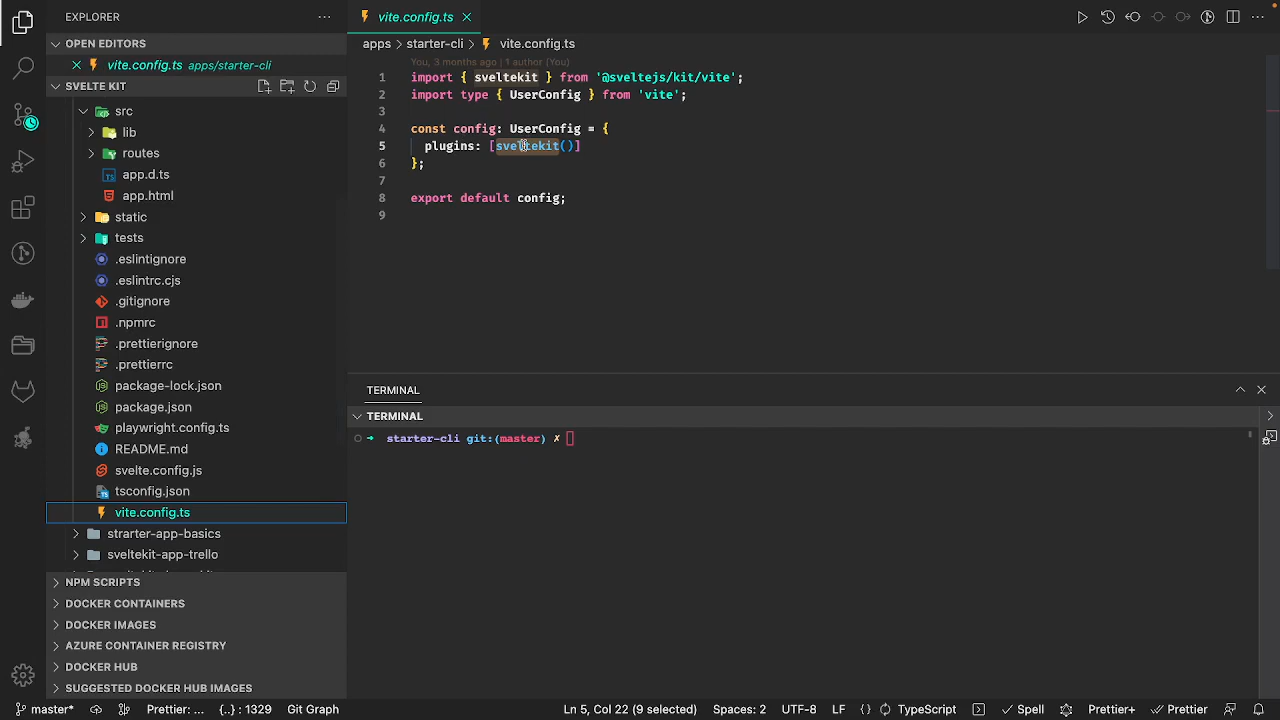 EXPLORER
OPEN EDITORS
vite.config.ts apps/starter-cli
SVELTE KIT
src
lib
routes
app.d.ts
app.html
static
tests
.eslintignore
.eslintrc.cjs
.gitignore
.npmrc
.prettierignore
.prettierrc
package-lock.json
package.json
playwright.config.ts
README.md
svelte.config.js
tsconfig.json
vite.config.ts
strarter-app-basics
sveltekit-app-trello
NPM SCRIPTS
DOCKER CONTAINERS
DOCKER IMAGES
AZURE CONTAINER REGISTRY
DOCKER HUB
SUGGESTED DOCKER HUB IMAGES
vite.config.ts
apps > starter-cli > vite.config.ts
You, 3 months ago | 1 author (You)
1 import { sveltekit } from '@sveltejs/kit/vite';
2 import type { UserConfig } from 'vite';
3
4 const config: UserConfig = {
5 plugins: [sveltekit()]
6 };
7
8 export default config;
9
TERMINAL
TERMINAL
➜ starter-cli git:(master) ✗
master* Prettier: ... {..} : 1329 Git Graph Ln 5, Col 22 (9 selected) Spaces: 2 UTF-8 LF {} TypeScript Spell Prettier+ Prettier